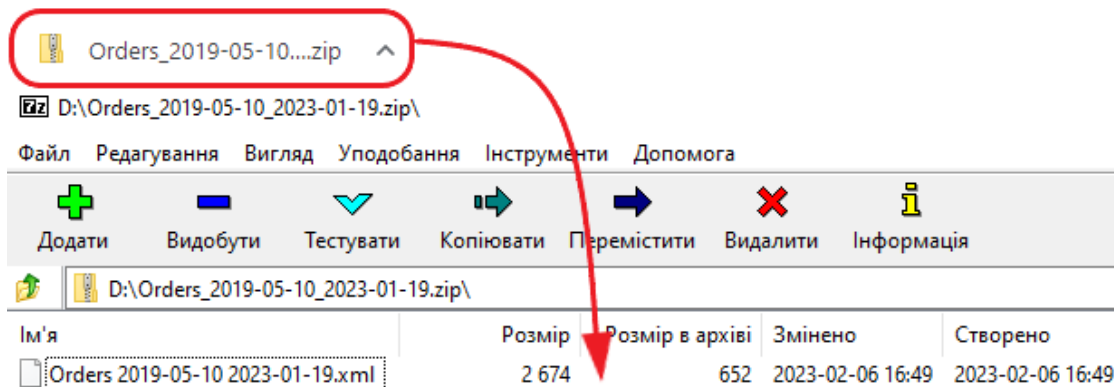 Orders_2019-05-10....zip
7z D:\Orders_2019-05-10_2023-01-19.zip\
Файл Редагування Вигляд Уподобання Інструменти Допомога
Додати Видобути Тестувати Копіювати Перемістити Видалити Інформація
D:\Orders_2019-05-10_2023-01-19.zip\
Ім'я Розмір Розмір в архіві Змінено Створено
Orders 2019-05-10 2023-01-19.xml 2 674 652 2023-02-06 16:49 2023-02-06 16:49